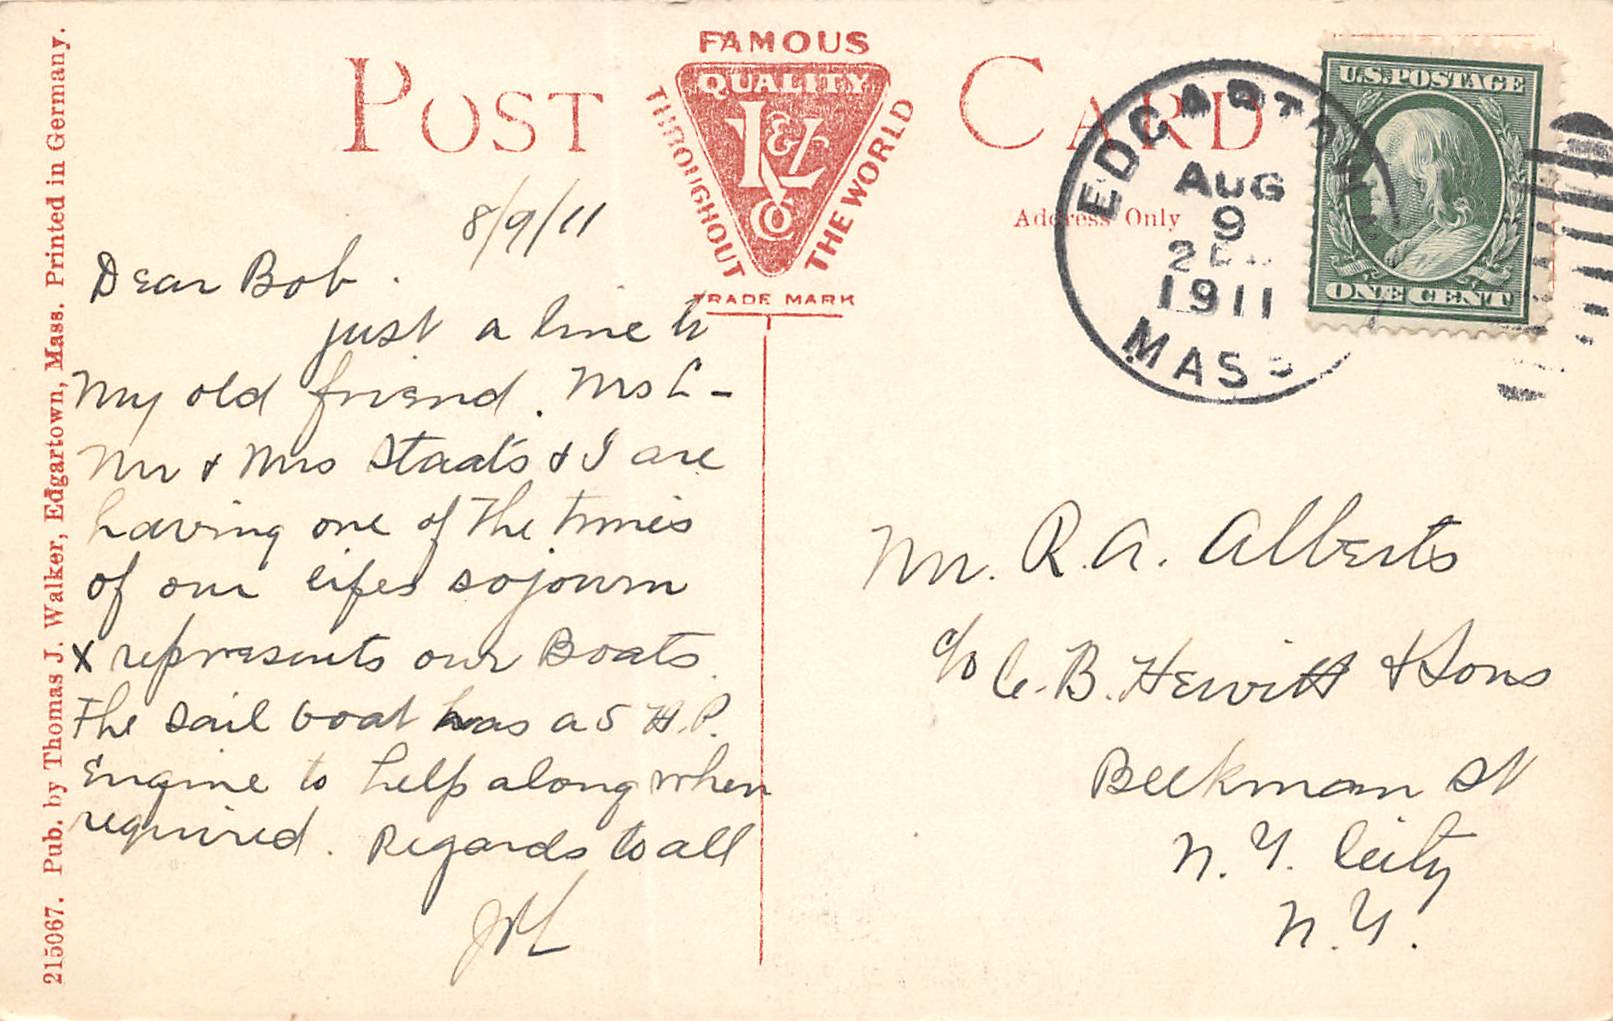 215067. Pub. by Thomas J. Walker, Edgartown, Mass. Printed in Germany.
POST CARD
FAMOUS
QUALITY
THROUGHOUT
THE WORLD
K & L Co
TRADE MARK
Address Only
EDGARTOWN
AUG
9
2
1911
MASS
U.S. POSTAGE
ONE CENT
8/9/11
Dear Bob.
just a line to
my old friend. Mrs L-
Mr & Mrs Staats & I are
having one of the times
of our lifes sojourn
x represents our Boats.
The sail boat has a 5 H.P.
Engine to help along when
required. Regards to all
Mr. R. A. Alberts
c/o C. B. Hewitt & Sons
Beekman St
N. Y. City
N. Y.